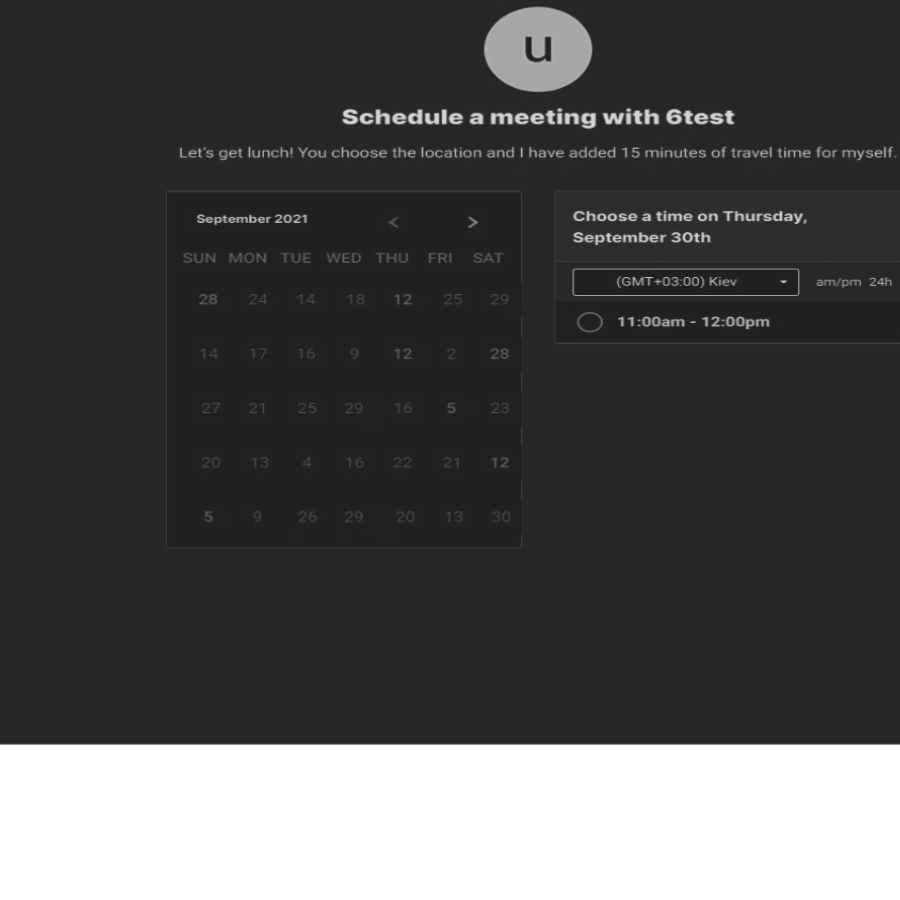 u
Schedule a meeting with 6test
Let's get lunch! You choose the location and I have added 15 minutes of travel time for myself.
September 2021 < >
SUN MON TUE WED THU FRI SAT
28 24 14 18 12 25 29
14 17 16 9 12 2 28
27 21 25 29 16 5 23
20 13 4 16 22 21 12
5 9 26 29 20 13 30
Choose a time on Thursday,
September 30th
(GMT+03:00) Kiev am/pm 24h
11:00am - 12:00pm